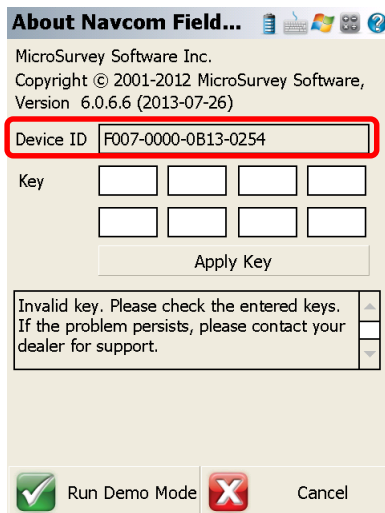 About Navcom Field...
MicroSurvey Software Inc.
Copyright © 2001-2012 MicroSurvey Software,
Version 6.0.6.6 (2013-07-26)
Device ID F007-0000-0B13-0254
Key
Apply Key
Invalid key. Please check the entered keys.
If the problem persists, please contact your
dealer for support.
Run Demo Mode Cancel